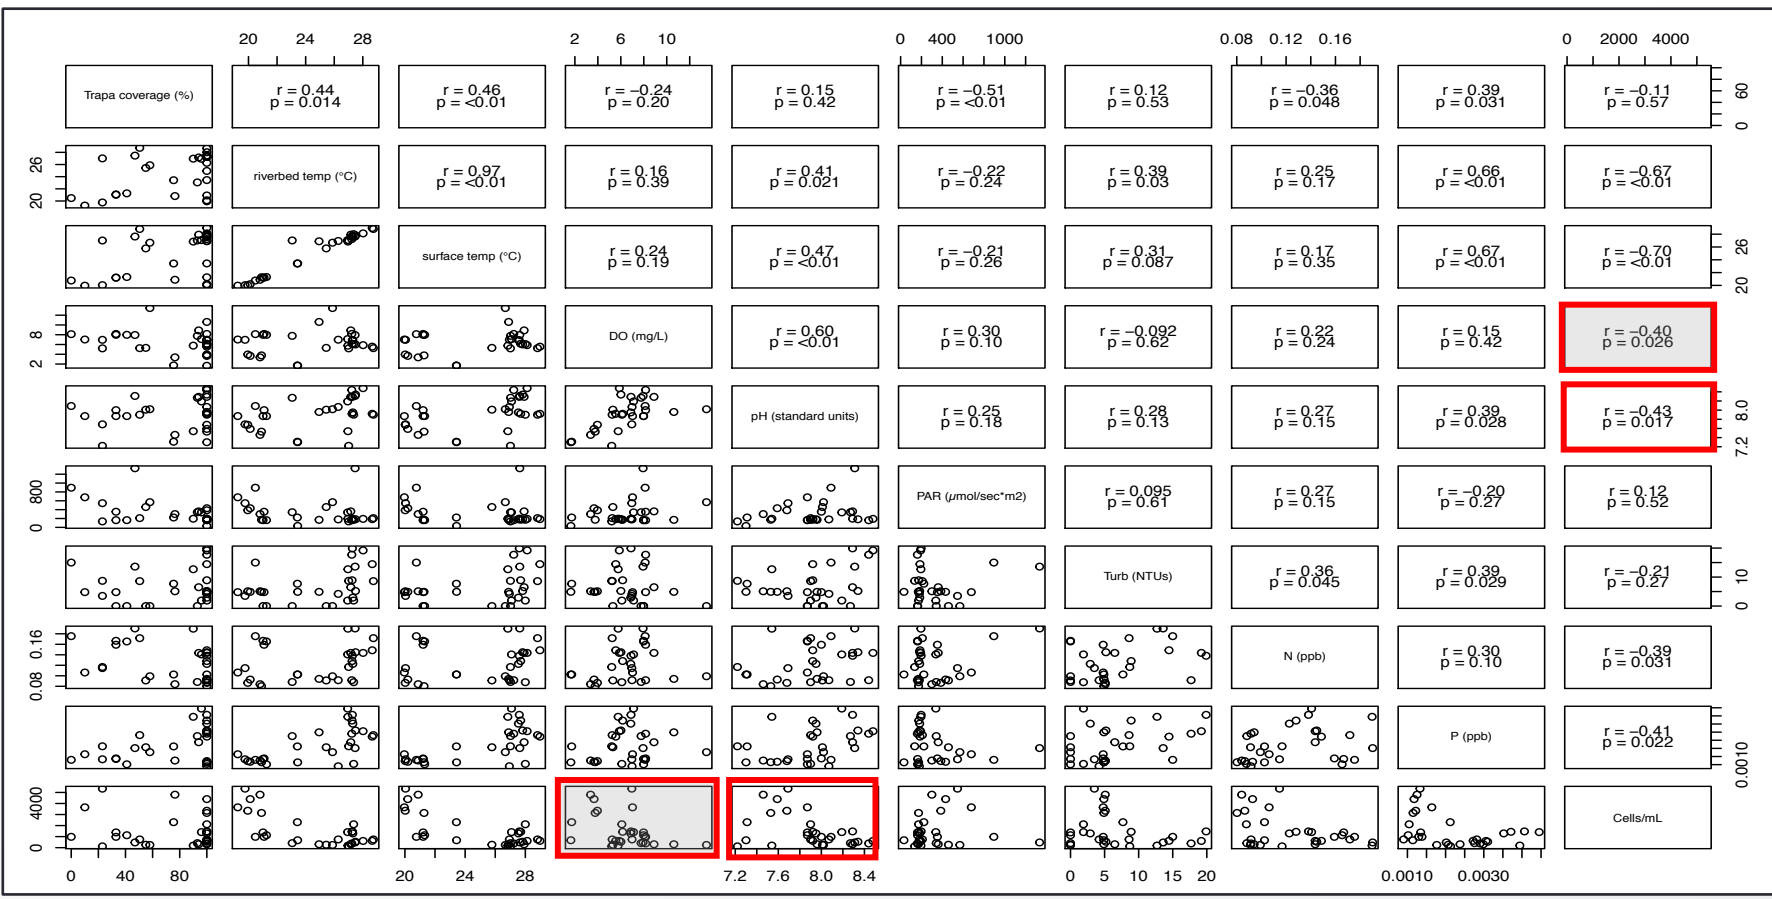 20 24 28 2 6 10 0 400 1000 0.08 0.12 0.16 0 2000 4000
Trapa coverage (%)
r = 0.44
p = 0.014
r = 0.46
p = <0.01
r = −0.24
p = 0.20
r = 0.15
p = 0.42
r = −0.51
p = <0.01
r = 0.12
p = 0.53
r = −0.36
p = 0.048
r = 0.39
p = 0.031
r = −0.11
p = 0.57
0 60
20 26
riverbed temp (°C)
r = 0.97
p = <0.01
r = 0.16
p = 0.39
r = 0.41
p = 0.021
r = −0.22
p = 0.24
r = 0.39
p = 0.03
r = 0.25
p = 0.17
r = 0.66
p = <0.01
r = −0.67
p = <0.01
surface temp (°C)
r = 0.24
p = 0.19
r = 0.47
p = <0.01
r = −0.21
p = 0.26
r = 0.31
p = 0.087
r = 0.17
p = 0.35
r = 0.67
p = <0.01
r = −0.70
p = <0.01
20 26
2 8
DO (mg/L)
r = 0.60
p = <0.01
r = 0.30
p = 0.10
r = −0.092
p = 0.62
r = 0.22
p = 0.24
r = 0.15
p = 0.42
r = −0.40
p = 0.026
pH (standard units)
r = 0.25
p = 0.18
r = 0.28
p = 0.13
r = 0.27
p = 0.15
r = 0.39
p = 0.028
r = −0.43
p = 0.017
7.2 8.0
0 800
PAR (µmol/sec*m2)
r = 0.095
p = 0.61
r = 0.27
p = 0.15
r = −0.20
p = 0.27
r = 0.12
p = 0.52
Turb (NTUs)
r = 0.36
p = 0.045
r = 0.39
p = 0.029
r = −0.21
p = 0.27
0 10
0.08 0.16
N (ppb)
r = 0.30
p = 0.10
r = −0.39
p = 0.031
P (ppb)
r = −0.41
p = 0.022
0.0010
0 4000
Cells/mL
0 40 80 20 24 28 7.2 7.6 8.0 8.4 0 5 10 15 20 0.0010 0.0030